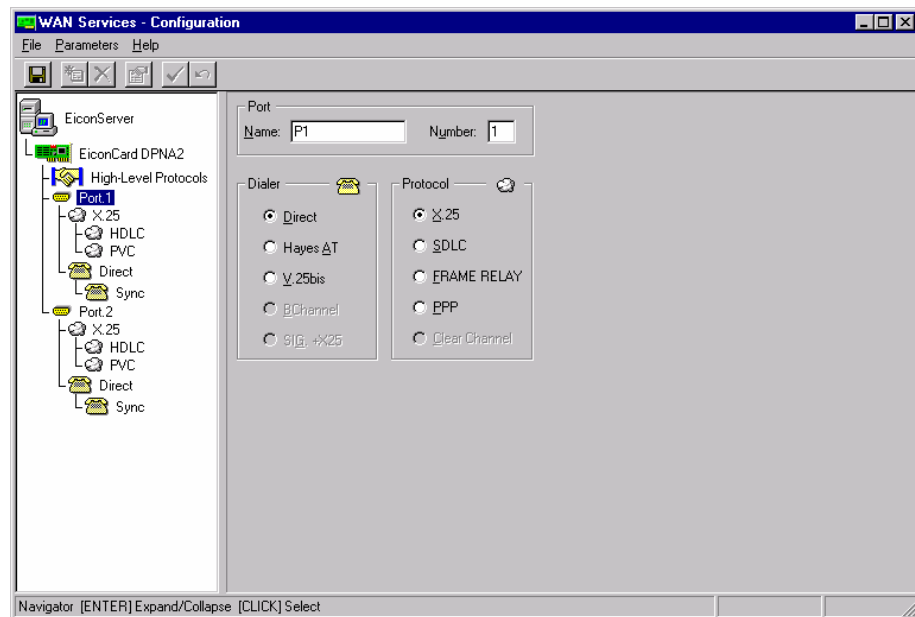 WAN Services - Configuration
File Parameters Help
EiconServer
EiconCard DPNA2
High-Level Protocols
Port.1
X.25
HDLC
PVC
Direct
Sync
Port.2
X.25
HDLC
PVC
Direct
Sync
Port
Name: P1 Number: 1
Dialer
Direct
Hayes AT
V.25bis
BChannel
SIG. +X25
Protocol
X.25
SDLC
FRAME RELAY
PPP
Clear Channel
Navigator [ENTER] Expand/Collapse [CLICK] Select